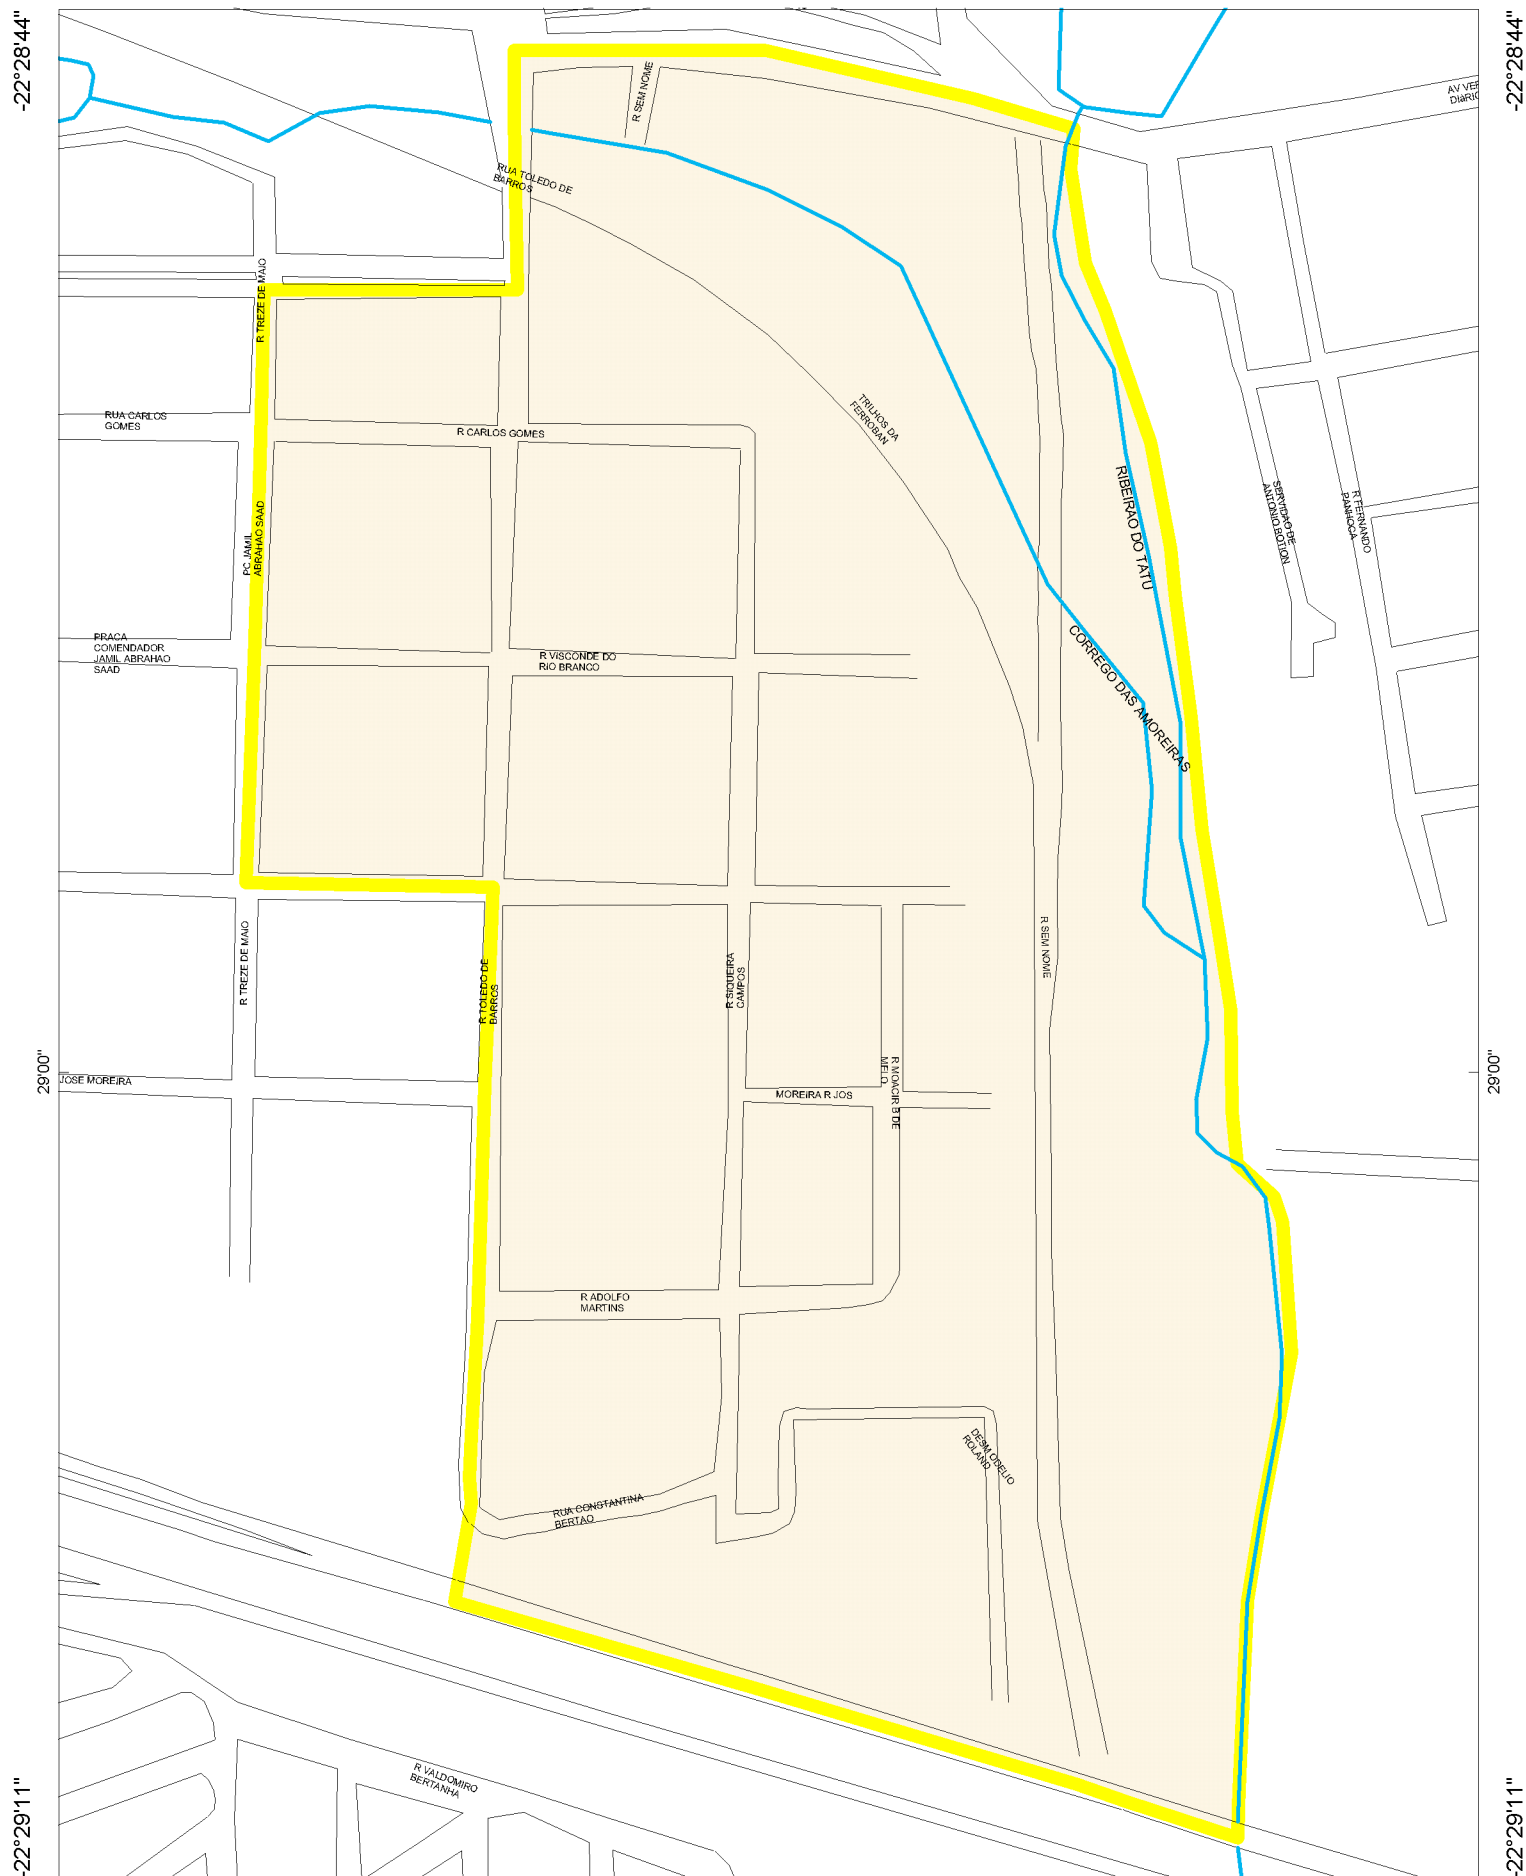 -22°28'44"
-22°28'44"
R SEM NOME
AV VER
DIÁRIO
RUA TOLEDO DE
BARROS
R TREZE DE MAIO
RUA CARLOS
GOMES
R CARLOS GOMES
TRILHOS DA
FERROBAN
RIBEIRAO DO TATU
SERVIDAO DE
ANTONIO BOTION
R FERNANDO
PANHOCA
PC JAMIL
ABRAHAO SAAD
PRACA
COMENDADOR
JAMIL ABRAHAO
SAAD
R VISCONDE DO
RIO BRANCO
CORREGO DAS AMOREIRAS
R TREZE DE MAIO
R TOLEDO DE
BARROS
R SIQUEIRA
CAMPOS
R SEM NOME
29'00"
29'00"
JOSE MOREIRA
MOREIRA R JOS
R MOACIR B DE
MELO
R ADOLFO
MARTINS
DESM ODELIO
ROLAND
RUA CONSTANTINA
BERTAO
R VALDOMIRO
BERTANHA
-22°29'11"
-22°29'11"